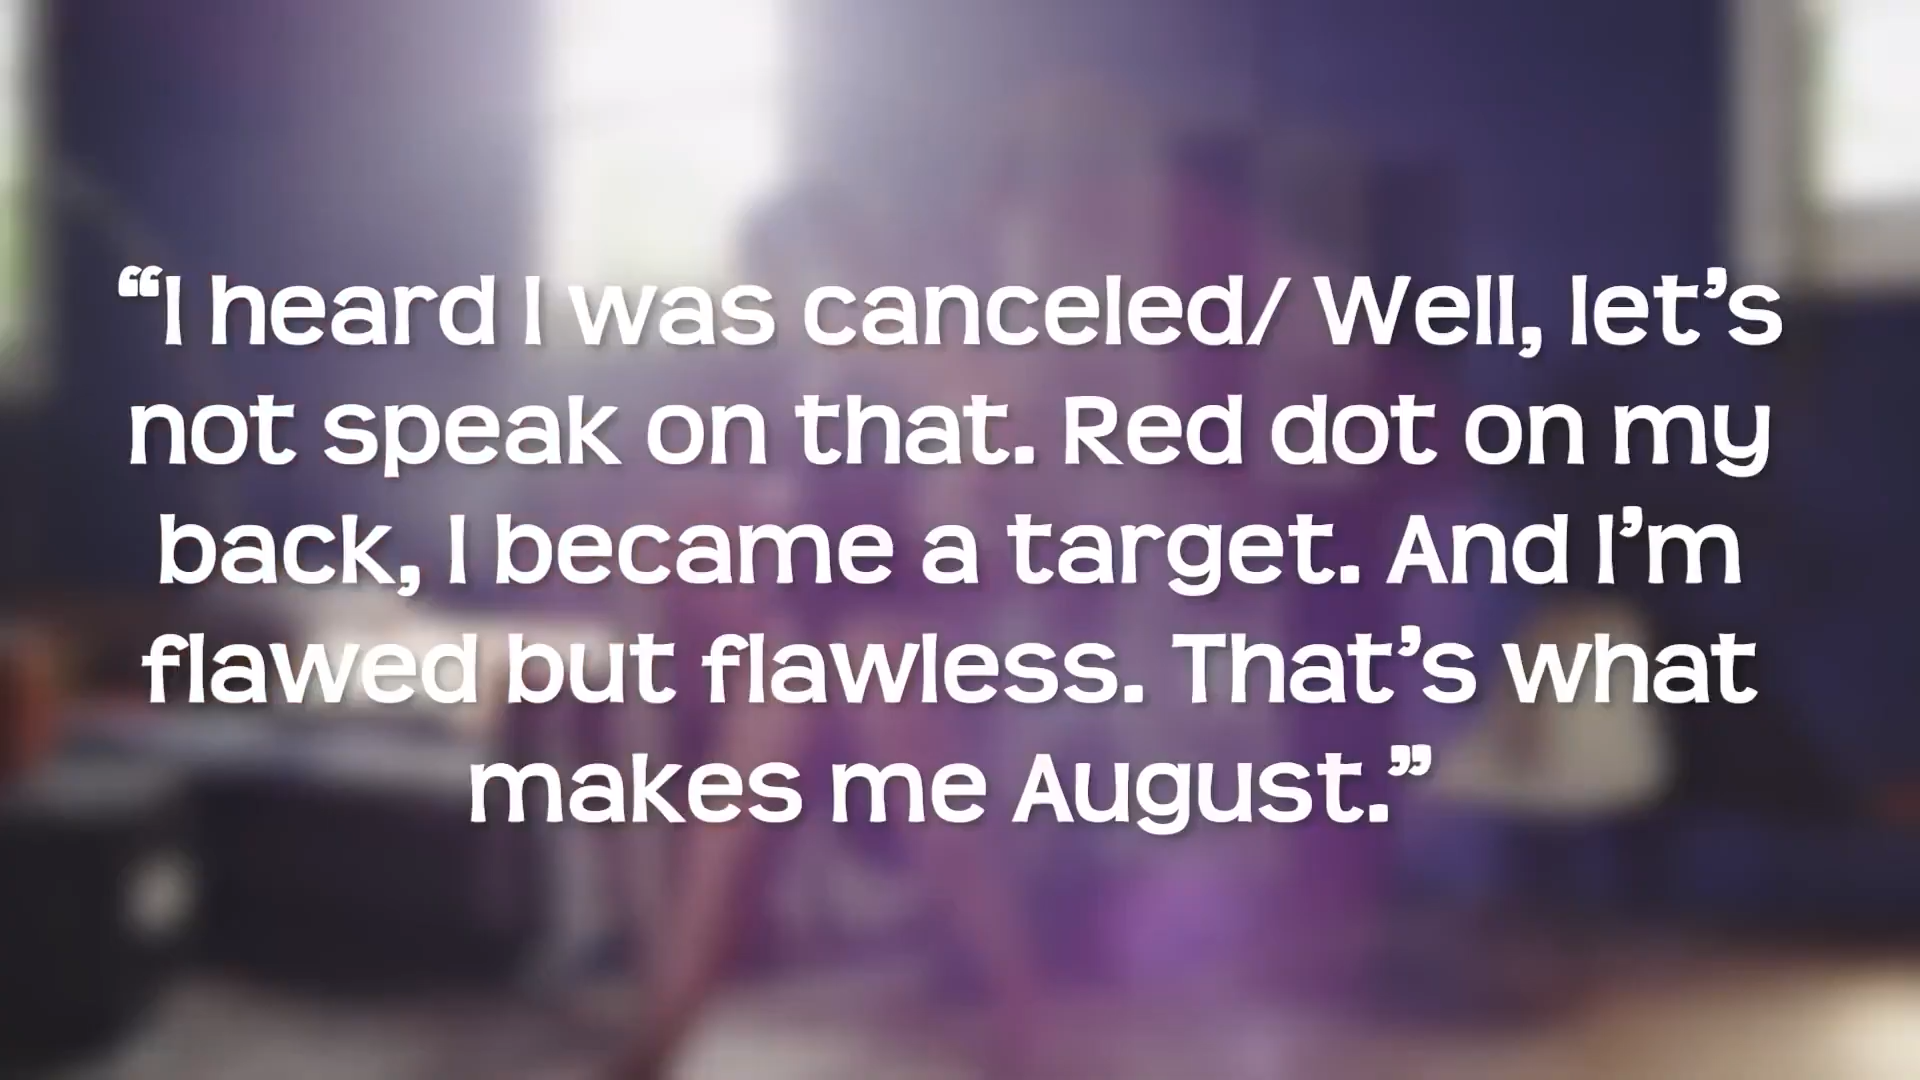 “I heard I was canceled/ Well, let’s
not speak on that. Red dot on my
back, I became a target. And I’m
flawed but flawless. That’s what
makes me August.”